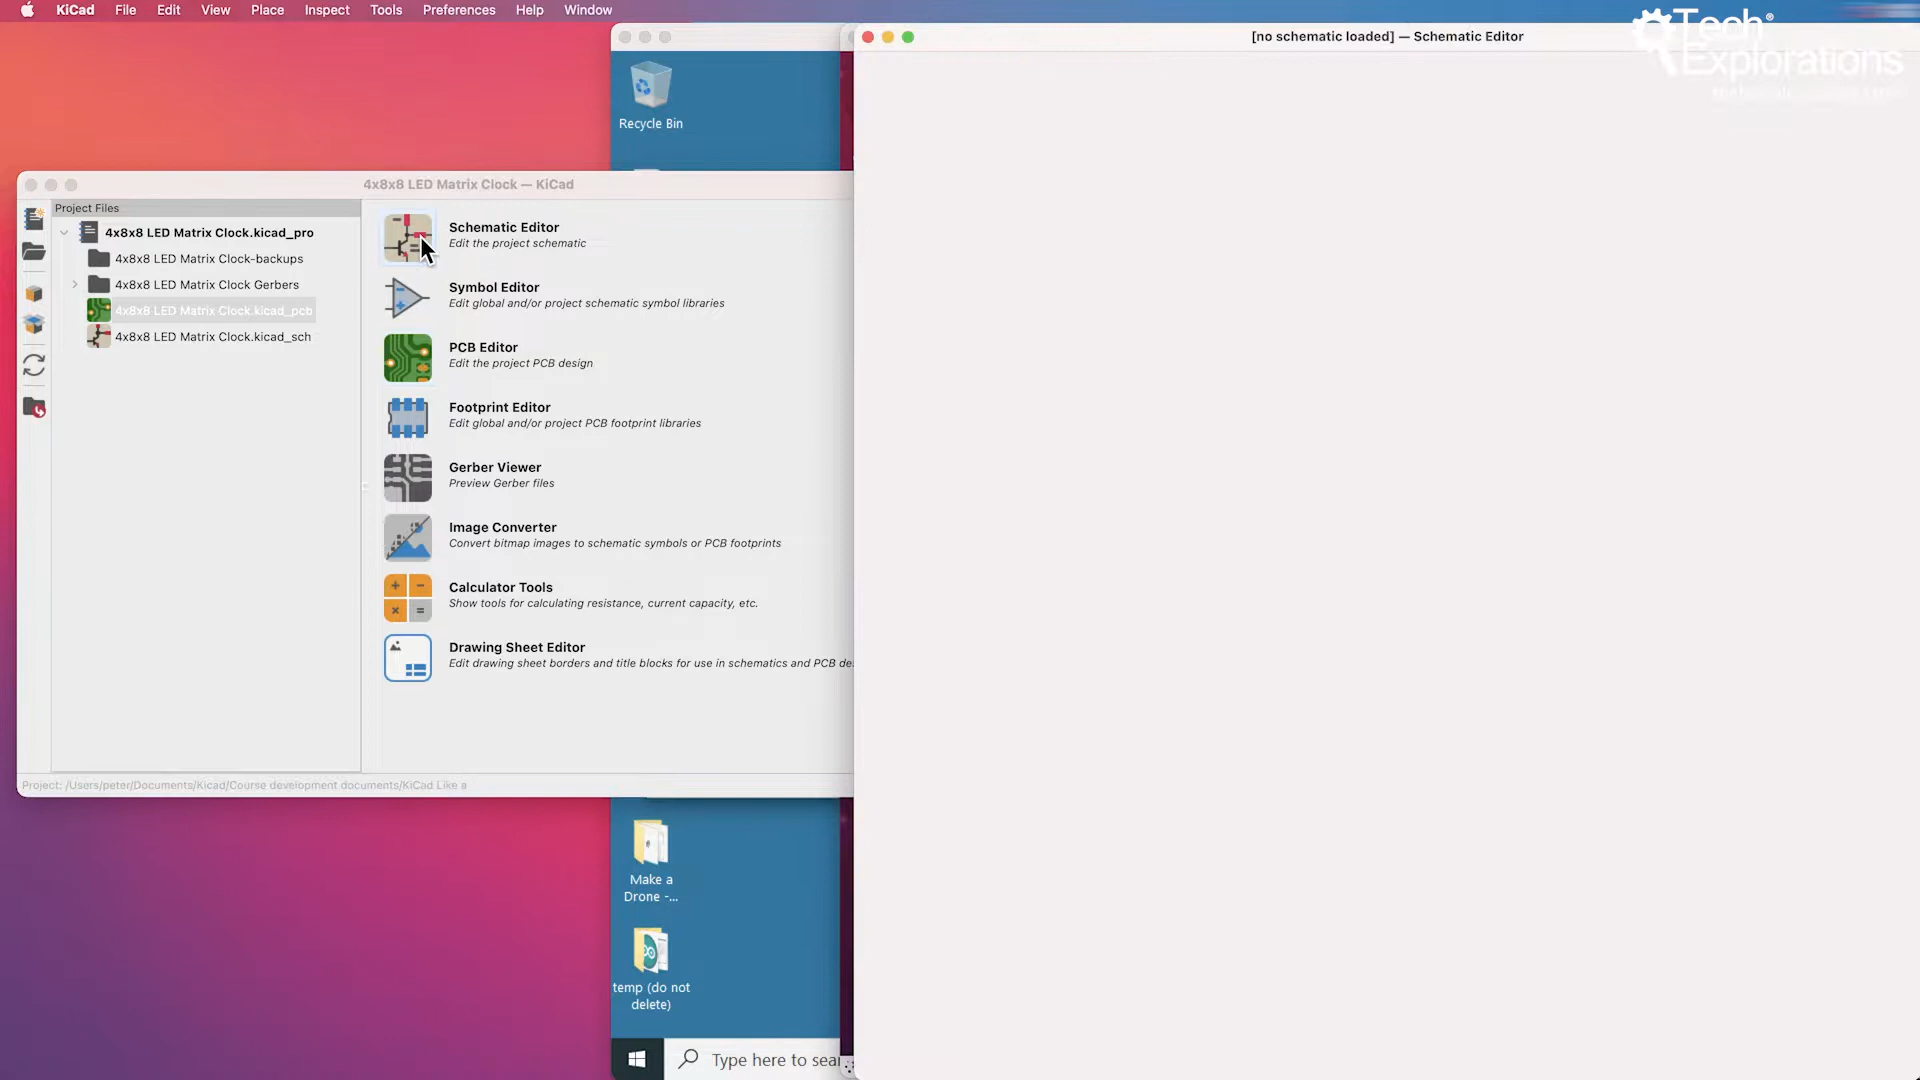 KiCad File Edit View Place Inspect Tools Preferences Help Window
[no schematic loaded] — Schematic Editor
Tech®
Explorations
Recycle Bin
4x8x8 LED Matrix Clock — KiCad
Project Files
4x8x8 LED Matrix Clock.kicad_pro
4x8x8 LED Matrix Clock-backups
4x8x8 LED Matrix Clock Gerbers
4x8x8 LED Matrix Clock.kicad_pcb
4x8x8 LED Matrix Clock.kicad_sch
Schematic Editor
Edit the project schematic
Symbol Editor
Edit global and/or project schematic symbol libraries
PCB Editor
Edit the project PCB design
Footprint Editor
Edit global and/or project PCB footprint libraries
Gerber Viewer
Preview Gerber files
Image Converter
Convert bitmap images to schematic symbols or PCB footprints
Calculator Tools
Show tools for calculating resistance, current capacity, etc.
Drawing Sheet Editor
Edit drawing sheet borders and title blocks for use in schematics and PCB de
Project: /Users/peter/Documents/Kicad/Course development documents/KiCad Like a
Make a
Drone -...
temp (do not
delete)
Type here to sea